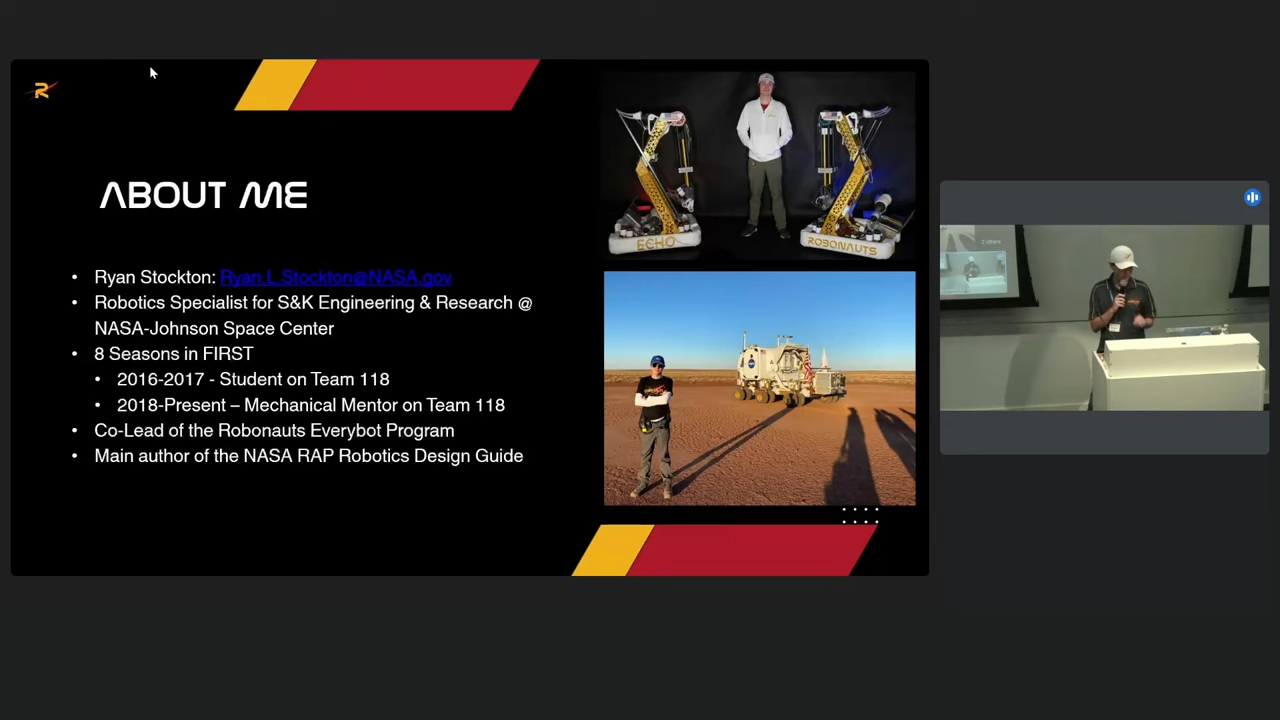 R
ABOUT ME
• Ryan Stockton: Ryan.L.Stockton@NASA.gov
• Robotics Specialist for S&K Engineering & Research @
NASA-Johnson Space Center
• 8 Seasons in FIRST
• 2016-2017 - Student on Team 118
• 2018-Present – Mechanical Mentor on Team 118
• Co-Lead of the Robonauts Everybot Program
• Main author of the NASA RAP Robotics Design Guide
ECHO
ROBONAUTS
2 others